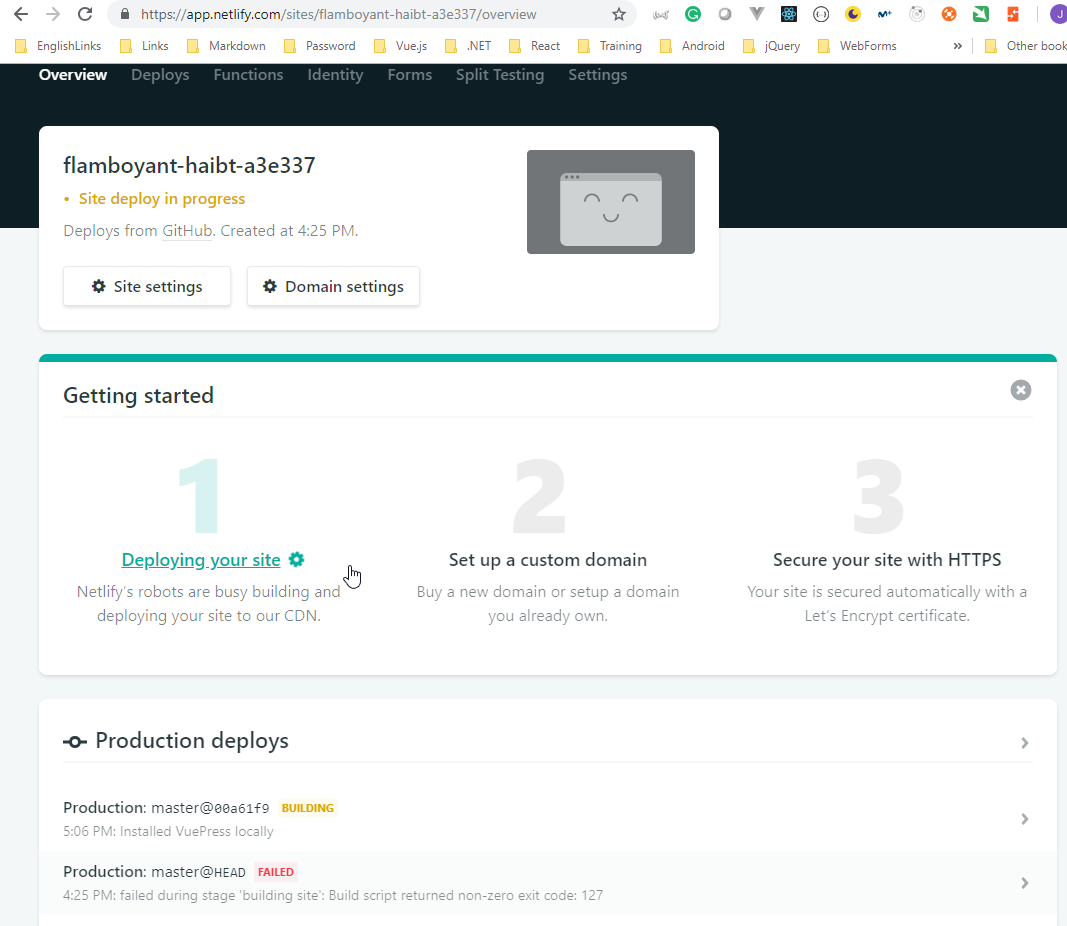 https://app.netlify.com/sites/flamboyant-haibt-a3e337/overview
EnglishLinks Links Markdown Password Vue.js .NET React Training Android jQuery WebForms » Other book
Overview Deploys Functions Identity Forms Split Testing Settings
flamboyant-haibt-a3e337
• Site deploy in progress
Deploys from GitHub. Created at 4:25 PM.
Site settings Domain settings
Getting started
1 2 3
Deploying your site Set up a custom domain Secure your site with HTTPS
Netlify's robots are busy building and Buy a new domain or setup a domain Your site is secured automatically with a
deploying your site to our CDN. you already own. Let's Encrypt certificate.
Production deploys
Production: master@00a61f9 BUILDING
5:06 PM: Installed VuePress locally
Production: master@HEAD FAILED
4:25 PM: failed during stage 'building site': Build script returned non-zero exit code: 127